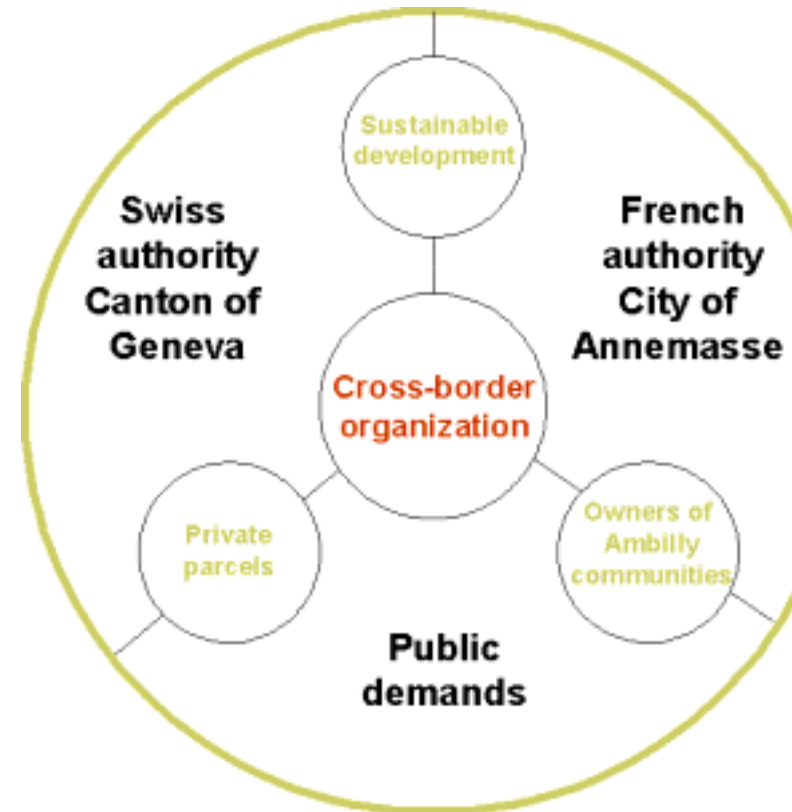 Sustainable
development
Swiss
authority
Canton of
Geneva
French
authority
City of
Annemasse
Cross-border
organization
Private
parcels
Owners of
Ambilly
communities
Public
demands